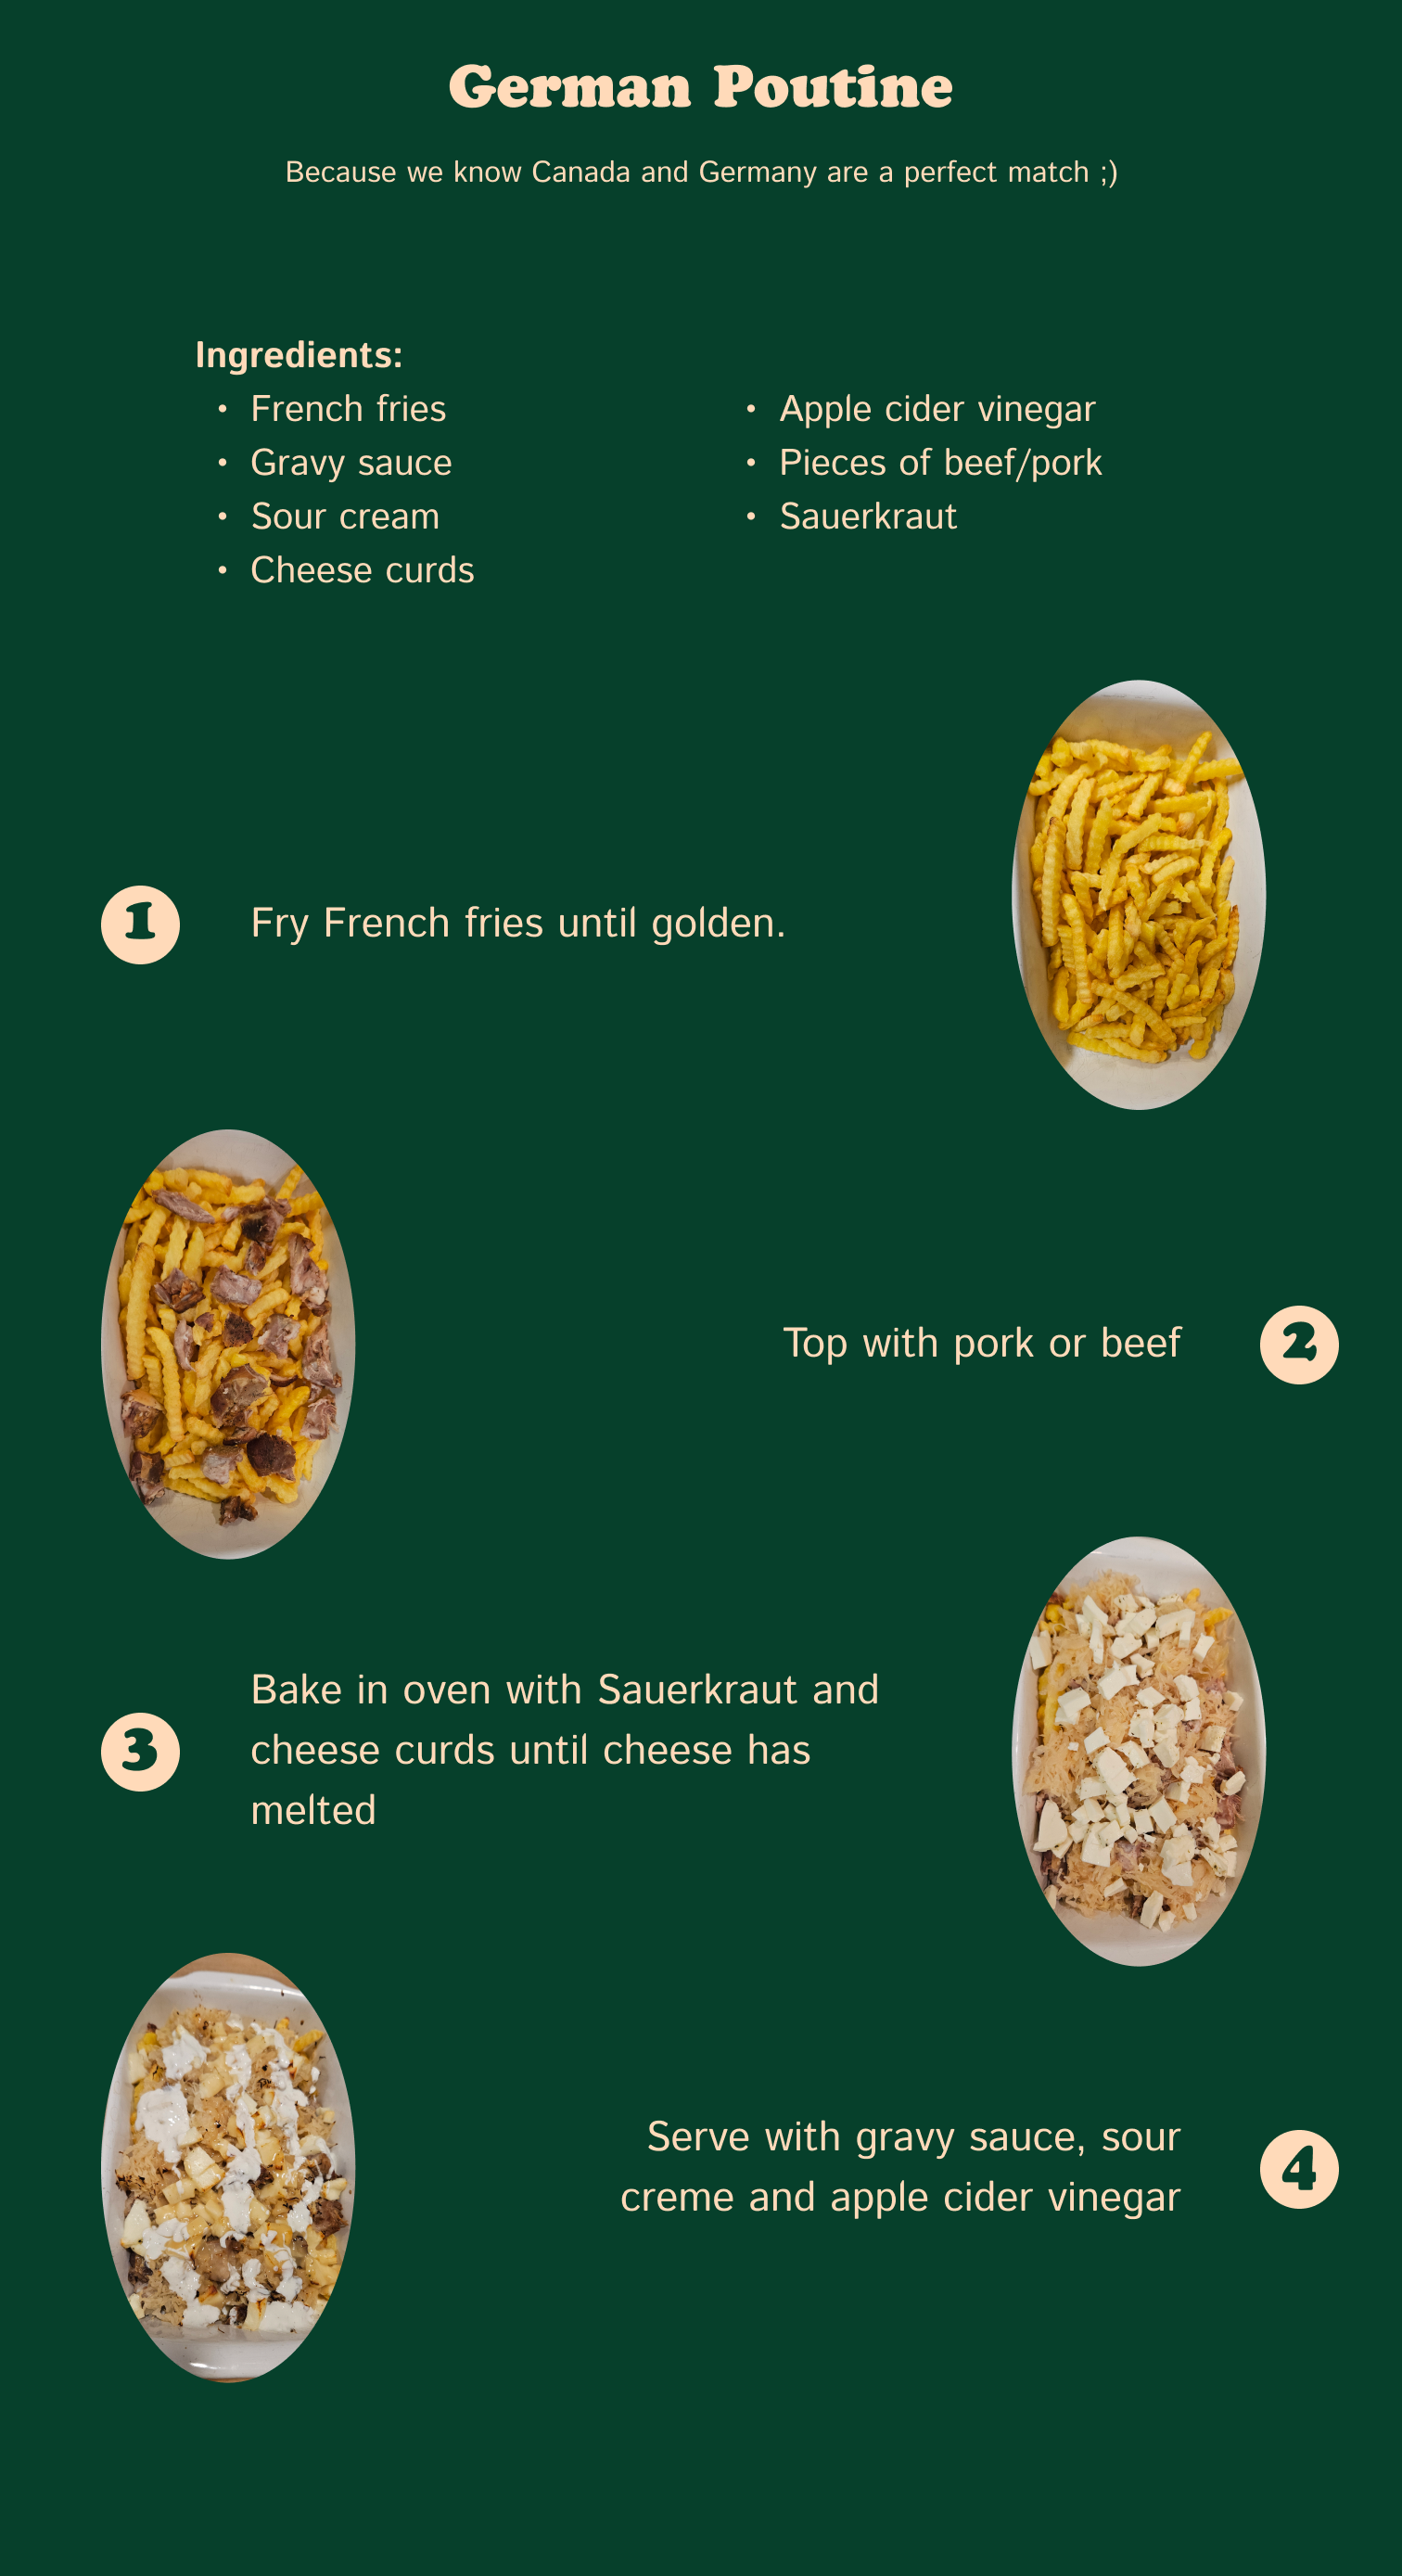 German Poutine
Because we know Canada and Germany are a perfect match ;)
Ingredients:
• French fries
• Gravy sauce
• Sour cream
• Cheese curds
• Apple cider vinegar
• Pieces of beef/pork
• Sauerkraut
1
Fry French fries until golden.
Top with pork or beef
2
3
Bake in oven with Sauerkraut and
cheese curds until cheese has
melted
Serve with gravy sauce, sour
creme and apple cider vinegar
4